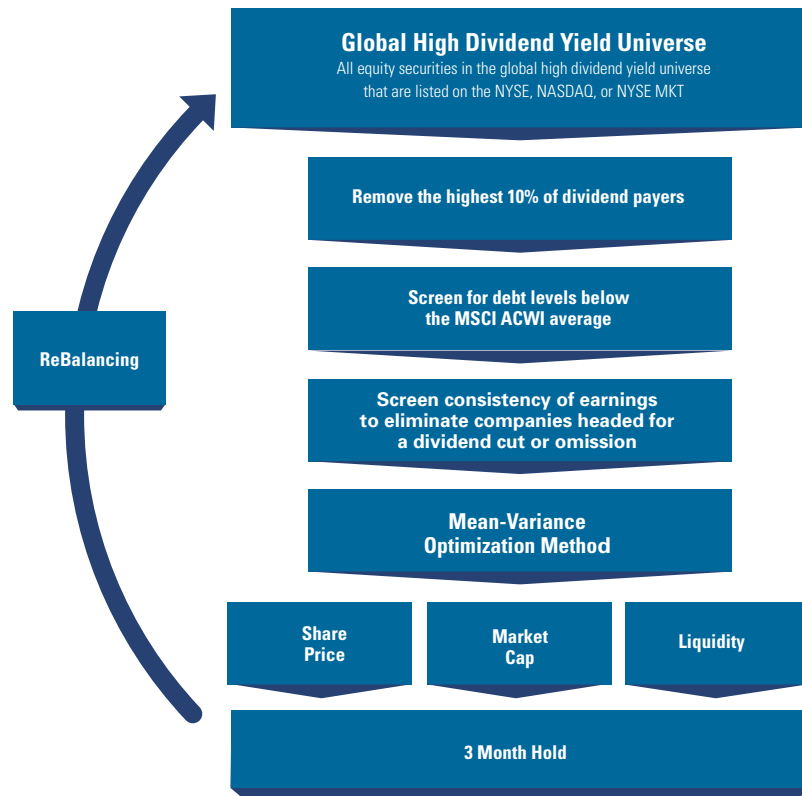 Global High Dividend Yield Universe
All equity securities in the global high dividend yield universe
that are listed on the NYSE, NASDAQ, or NYSE MKT
Remove the highest 10% of dividend payers
Screen for debt levels below
the MSCI ACWI average
ReBalancing
Screen consistency of earnings
to eliminate companies headed for
a dividend cut or omission
Mean-Variance
Optimization Method
Share
Price
Market
Cap
Liquidity
3 Month Hold